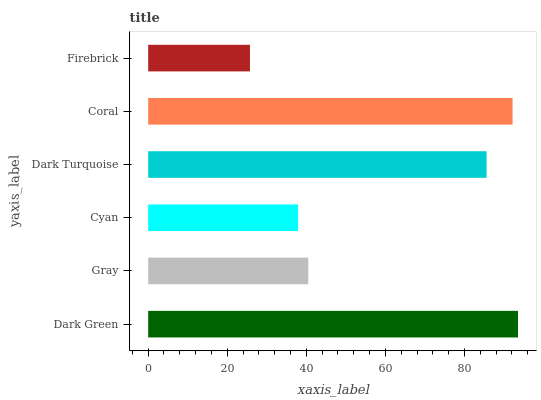 title
Firebrick
Coral
Dark Turquoise
Cyan
Gray
Dark Green
yaxis_label
0 20 40 60 80
xaxis_label